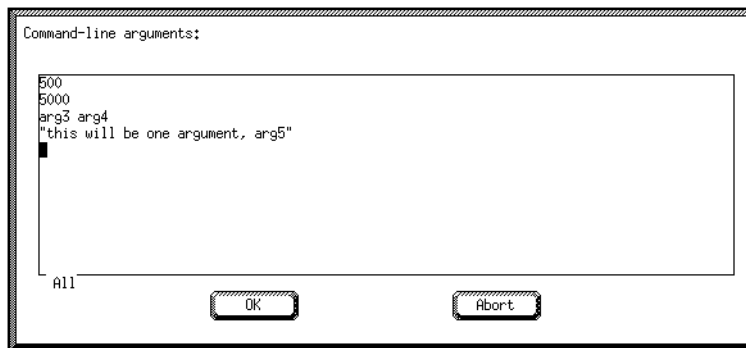 Command-line arguments:
500
5000
arg3 arg4
"this will be one argument, arg5"
All
OK
Abort